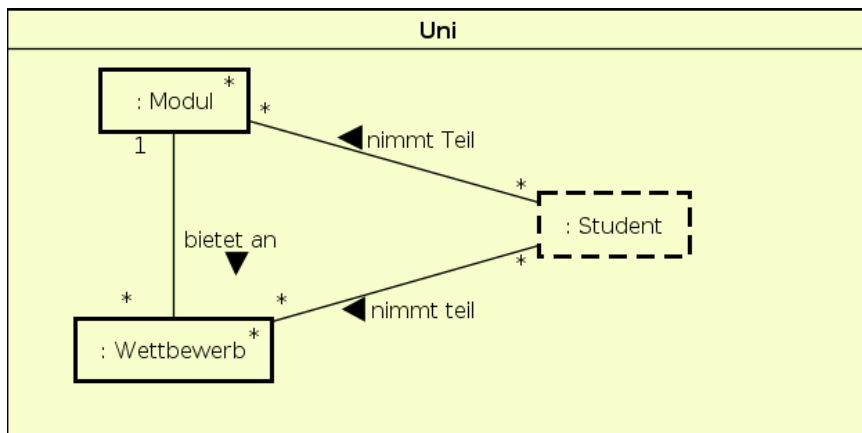 Uni
*
: Modul
*
1
nimmt Teil
*
: Student
bietet an
*
*
*
nimmt teil
*
: Wettbewerb